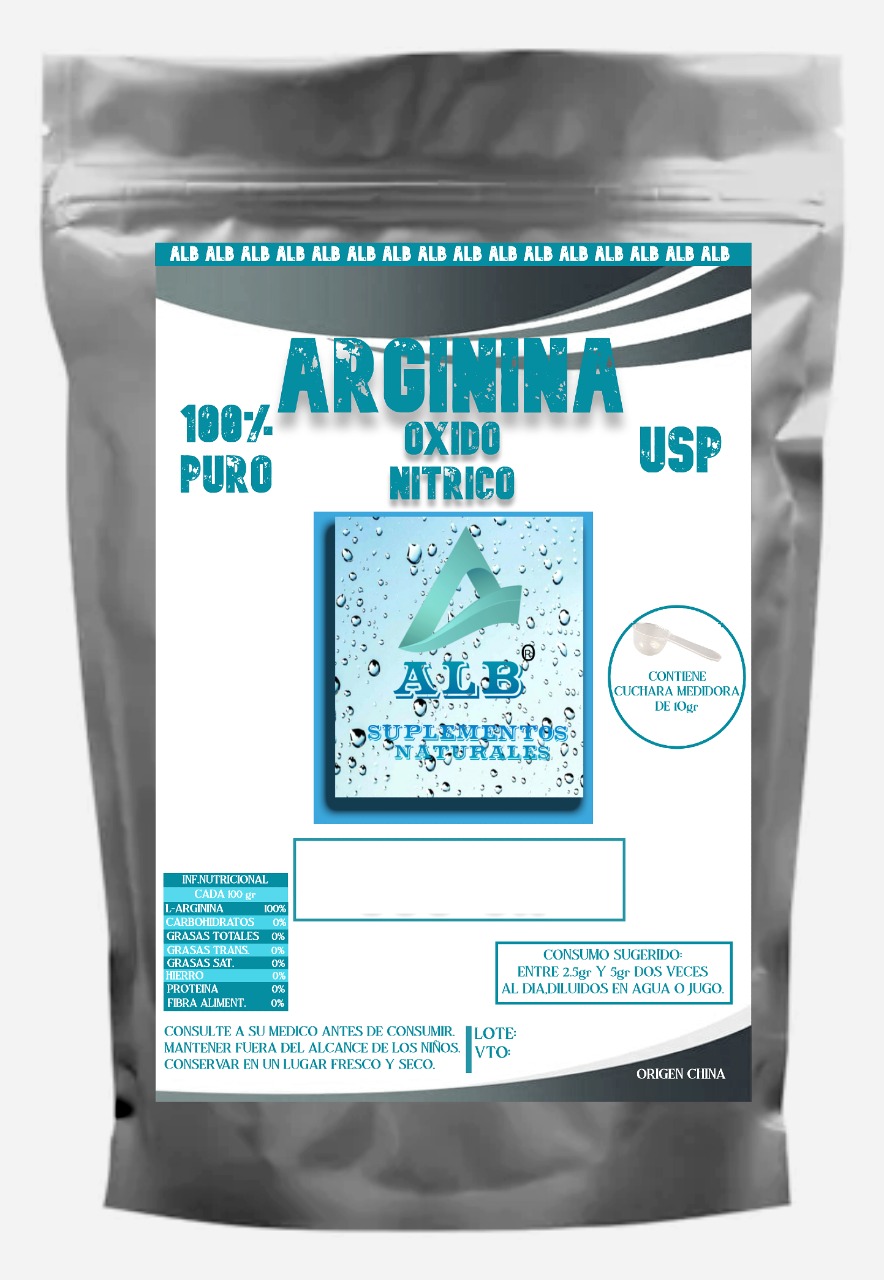 ALB ALB ALB ALB ALB ALB ALB ALB ALB ALB ALB ALB ALB ALB ALB ALB
ARGININA
100%
PURO
OXIDO
NITRICO
USP
ALB®
SUPLEMENTOS
NATURALES
CONTIENE
CUCHARA MEDIDORA
DE 10gr
INF.NUTRICIONAL
CADA 100 gr
L-ARGININA 100%
CARBOHIDRATOS 0%
GRASAS TOTALES 0%
GRASAS TRANS. 0%
GRASAS SAT. 0%
HIERRO 0%
PROTEINA 0%
FIBRA ALIMENT. 0%
CONSUMO SUGERIDO:
ENTRE 2.5gr Y 5gr DOS VECES
AL DIA,DILUIDOS EN AGUA O JUGO.
CONSULTE A SU MEDICO ANTES DE CONSUMIR.
MANTENER FUERA DEL ALCANCE DE LOS NIÑOS.
CONSERVAR EN UN LUGAR FRESCO Y SECO.
LOTE:
VTO:
ORIGEN CHINA